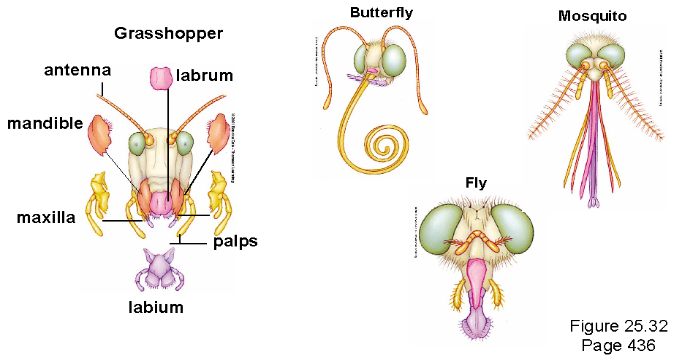 Grasshopper
antenna
labrum
mandible
maxilla
palps
labium
Butterfly
Mosquito
Fly
Figure 25.32
Page 436